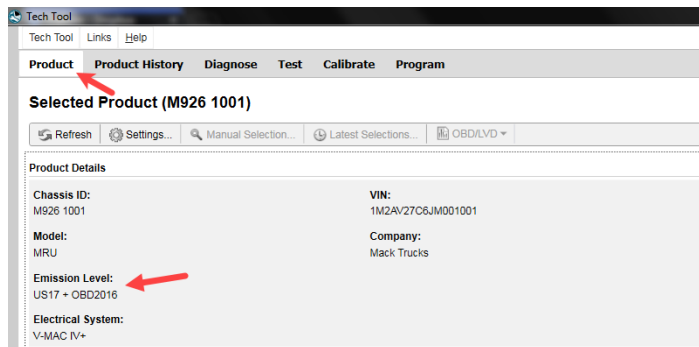 Tech Tool
Tech Tool Links Help
Product Product History Diagnose Test Calibrate Program
Selected Product (M926 1001)
Refresh Settings... Manual Selection... Latest Selections... OBD/LVD
Product Details
Chassis ID: VIN:
M926 1001 1M2AV27C6JM001001
Model: Company:
MRU Mack Trucks
Emission Level:
US17 + OBD2016
Electrical System:
V-MAC IV+